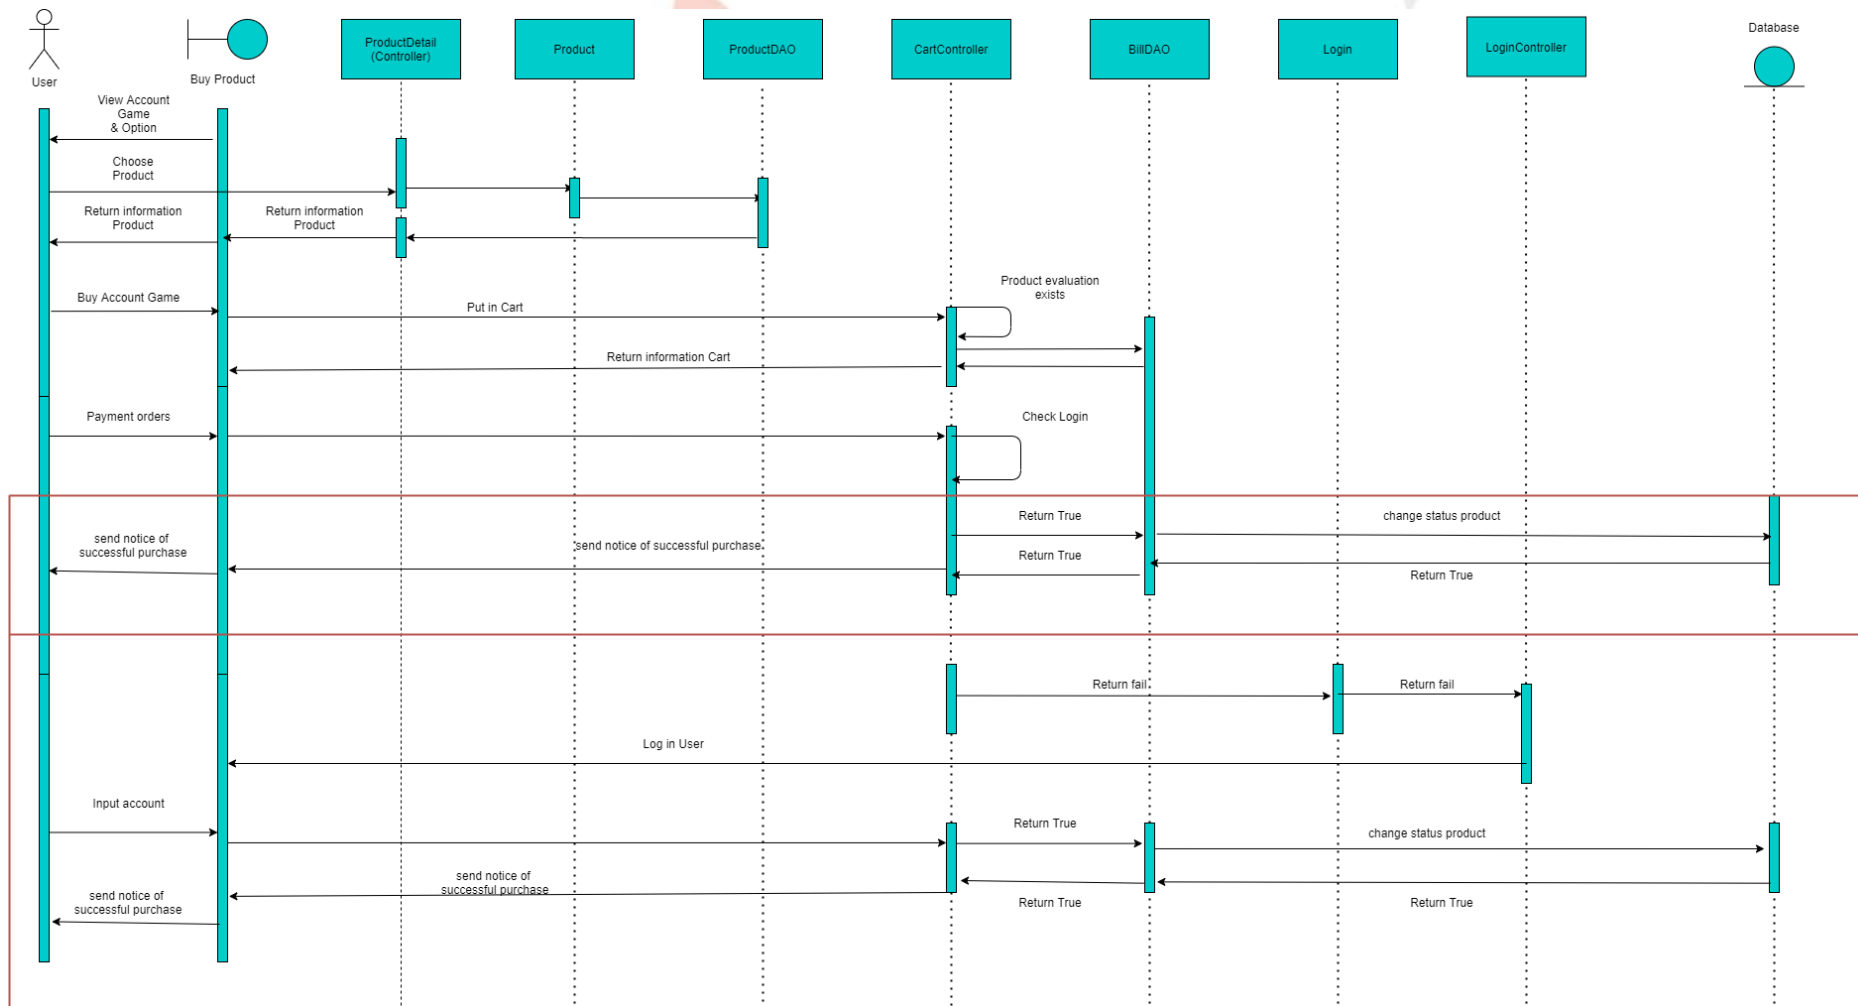 User
Buy Product
ProductDetail
(Controller)
Product
ProductDAO
CartController
BillDAO
Login
LoginController
Database
View Account
Game
& Option
Choose
Product
Return information
Product
Return information
Product
Buy Account Game
Put in Cart
Product evaluation
exists
Return information Cart
Payment orders
Check Login
send notice of
successful purchase
send notice of successful purchase
Return True
change status product
Return True
Return True
Return fail
Return fail
Log in User
Input account
Return True
change status product
send notice of
successful purchase
send notice of
successful purchase
Return True
Return True